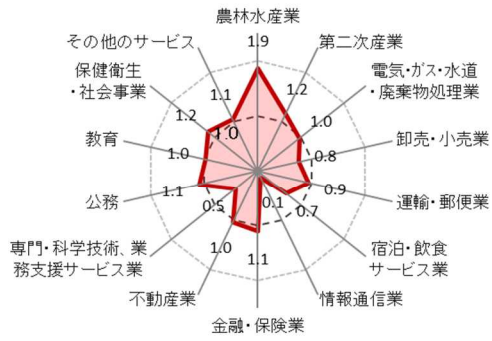 農林水産業
1.9
第二次産業
1.2
電気・ガス・水道
・廃棄物処理業
1.0
卸売・小売業
0.8
運輸・郵便業
0.9
宿泊・飲食
サービス業
0.7
情報通信業
0.1
金融・保険業
1.1
不動産業
1.0
専門・科学技術、業
務支援サービス業
0.5
公務
1.1
教育
1.0
保健衛生
・社会事業
1.2
その他のサービス
1.1
1.0